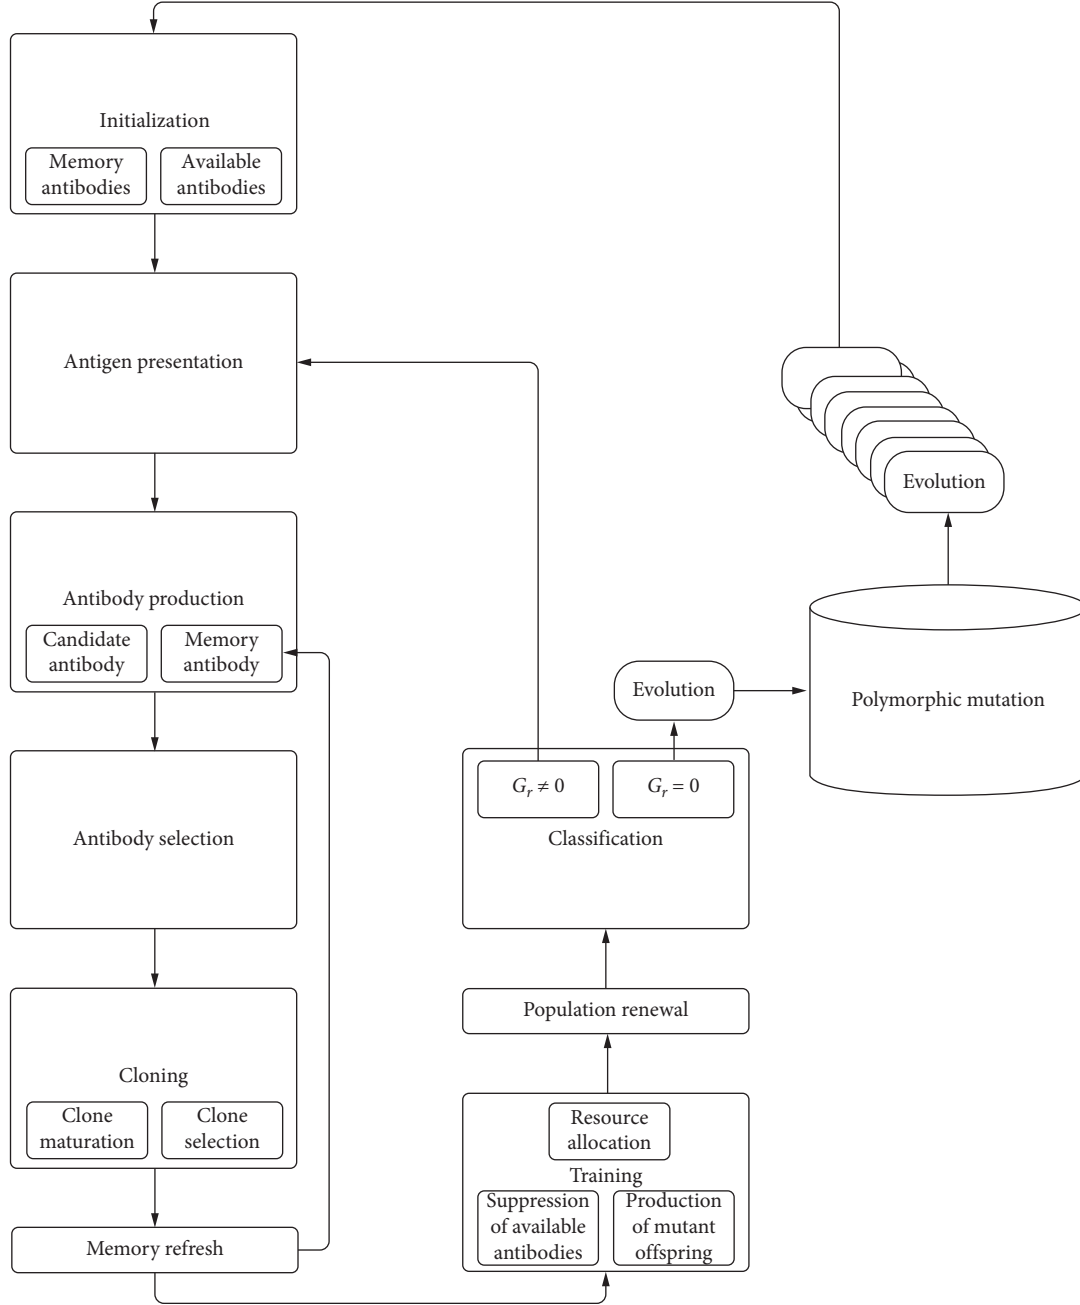 Initialization
Memory
antibodies
Available
antibodies
Antigen presentation
Antibody production
Candidate
antibody
Memory
antibody
Antibody selection
Cloning
Clone
maturation
Clone
selection
Memory refresh
Resource
allocation
Training
Suppression
of available
antibodies
Production
of mutant
offspring
Population renewal
G_r ≠ 0
G_r = 0
Classification
Evolution
Polymorphic mutation
Evolution